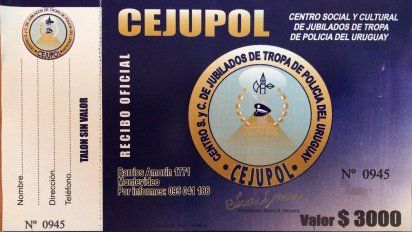 CEJUPOL
CENTRO SOCIAL Y CULTURAL
DE JUBILADOS DE TROPA
DE POLICIA DEL URUGUAY
Nombre
Dirección
Teléfono
TALON SIN VALOR
Nº 0945
RECIBO OFICIAL
CENTRO S. y C. DE JUBILADOS DE TROPA DE POLICIA DEL URUGUAY
CEJUPOL
Barrios Amorin 1771
Montevideo
Por Informes: 095 041 186
Nº 0945
Valor $ 3000